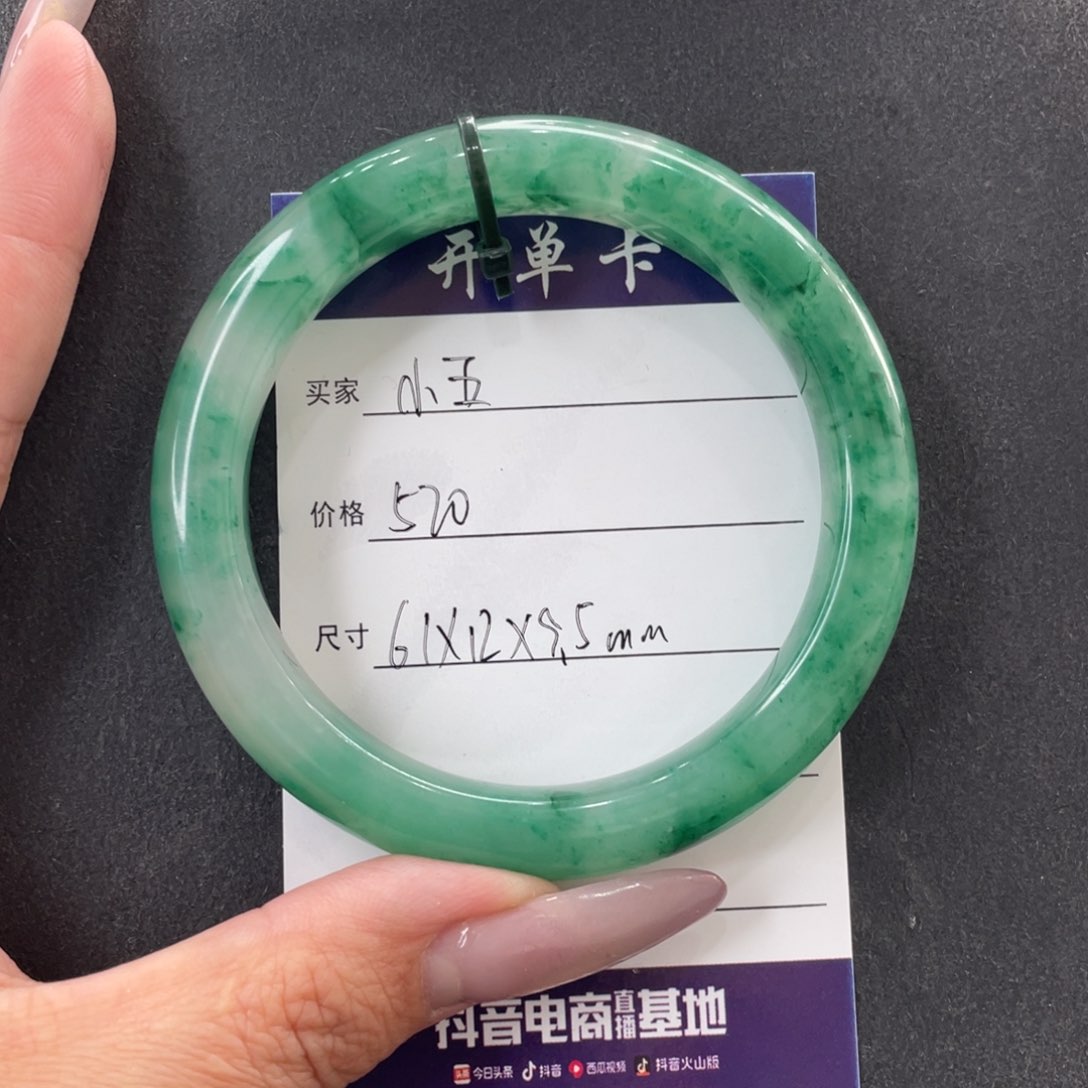 开单卡
买家 小五
价格 520
尺寸 61X12X9.5mm
抖音电商直播基地
今日头条 抖音 西瓜视频 抖音火山版